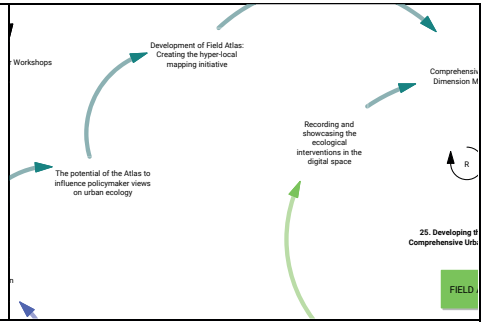 Development of Field Atlas:
Creating the hyper-local
mapping initiative
Workshops
Comprehensiv
Dimension M
Recording and
showcasing the
ecological
interventions in the
digital space
R
The potential of the Atlas to
influence policymaker views
on urban ecology
25. Developing th
Comprehensive Urba
n
FIELD